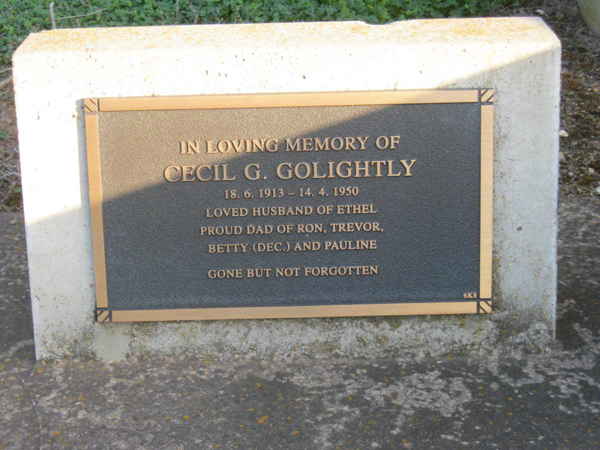 IN LOVING MEMORY OF
CECIL G. GOLIGHTLY
18. 6. 1913 – 14. 4. 1950
LOVED HUSBAND OF ETHEL
PROUD DAD OF RON, TREVOR,
BETTY (DEC.) AND PAULINE
GONE BUT NOT FORGOTTEN